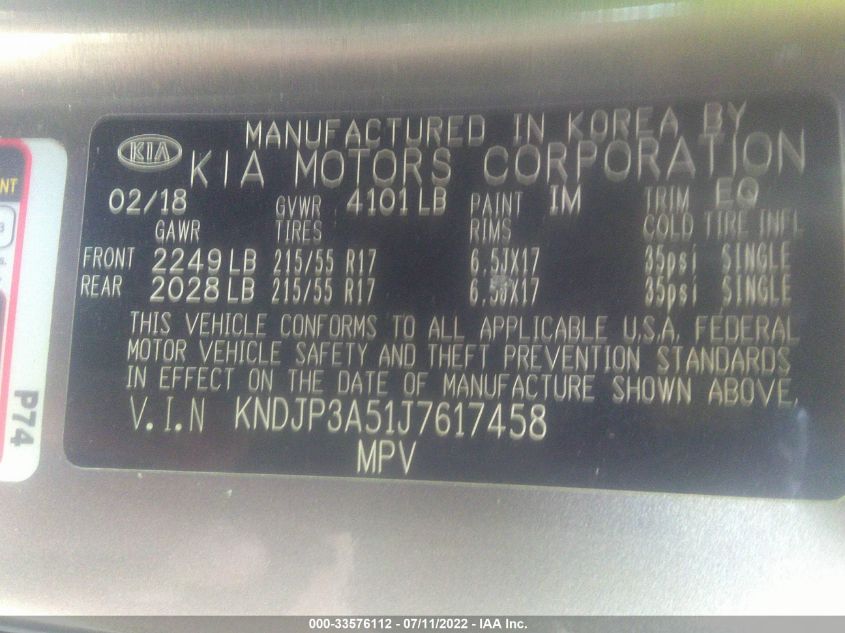 MANUFACTURED IN KOREA BY
KIA KIA MOTORS CORPORATION
02/18 GVWR 4101 LB PAINT IM TRIM EQ
GAWR TIRES RIMS COLD TIRE INFL
FRONT 2249 LB 215/55 R17 6.5JX17 35psi SINGLE
REAR 2028 LB 215/55 R17 6.5JX17 35psi SINGLE
THIS VEHICLE CONFORMS TO ALL APPLICABLE U.S.A. FEDERAL
MOTOR VEHICLE SAFETY AND THEFT PREVENTION STANDARDS
IN EFFECT ON THE DATE OF MANUFACTURE SHOWN ABOVE.
V.I.N KNDJP3A51J7617458
MPV
P74
000-33576112 - 07/11/2022 - IAA Inc.